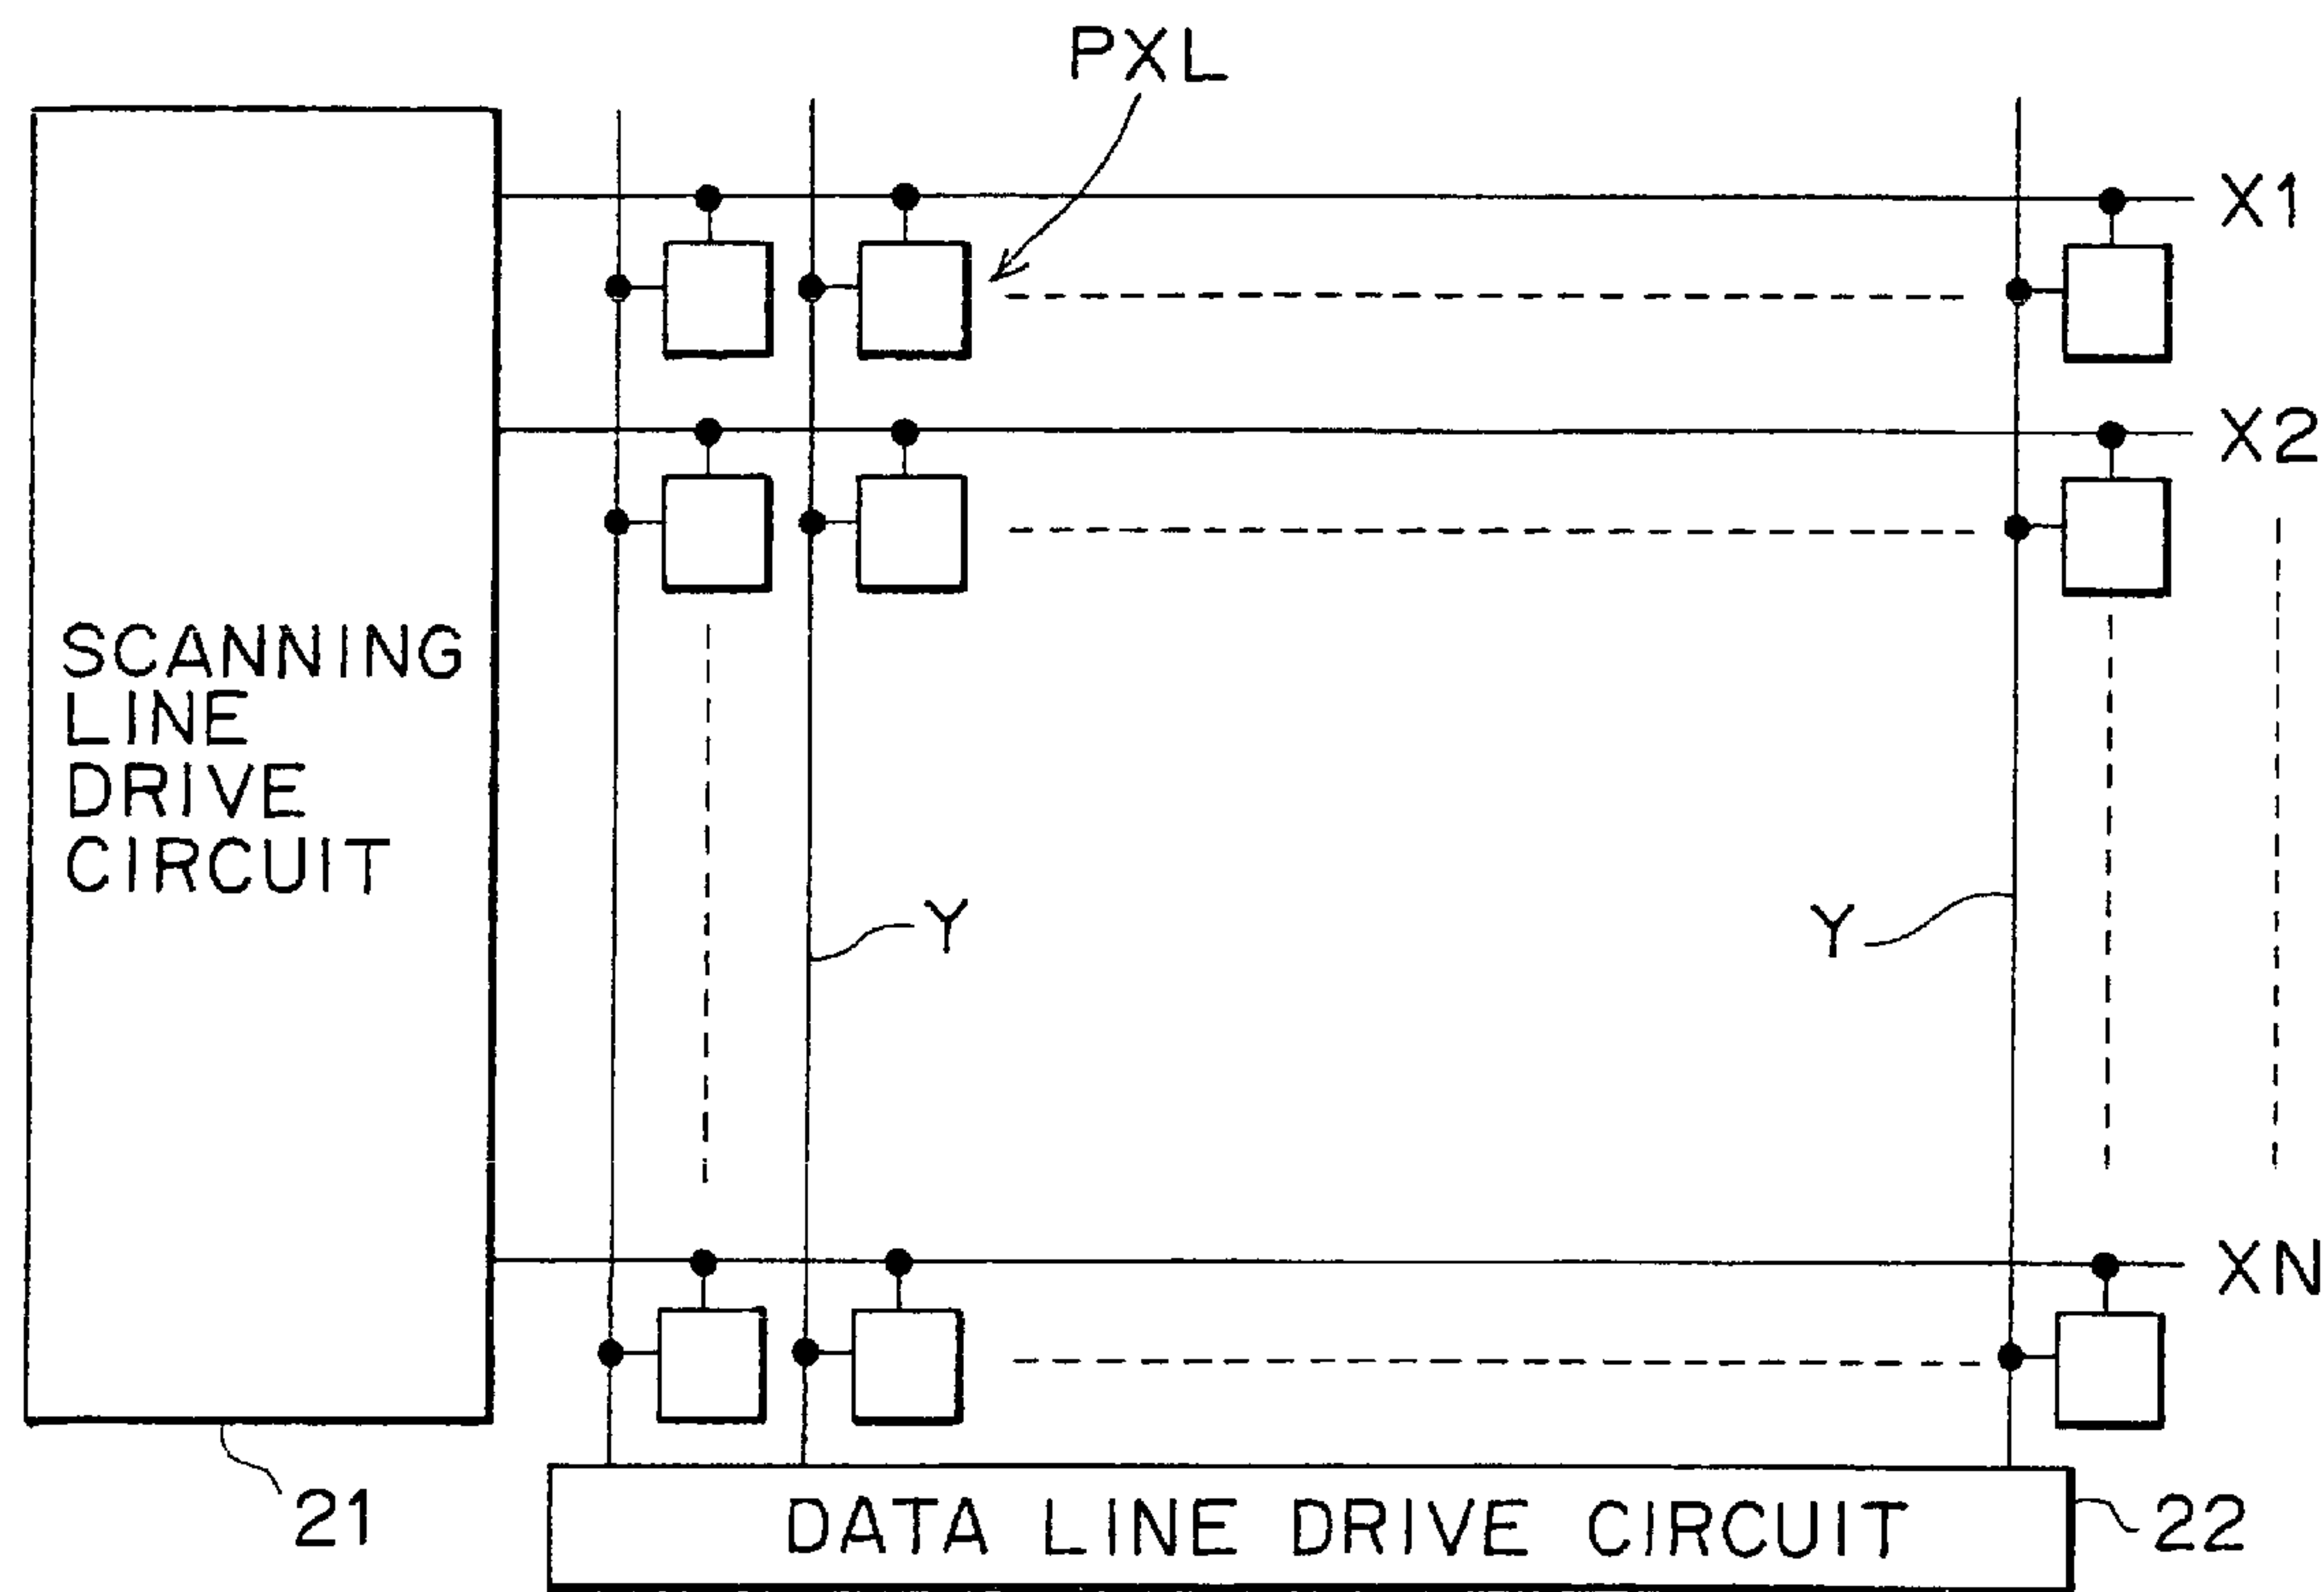 PXL
X1
X2
SCANNING
LINE
DRIVE
CIRCUIT
Y
Y
XN
21
DATA LINE DRIVE CIRCUIT
22